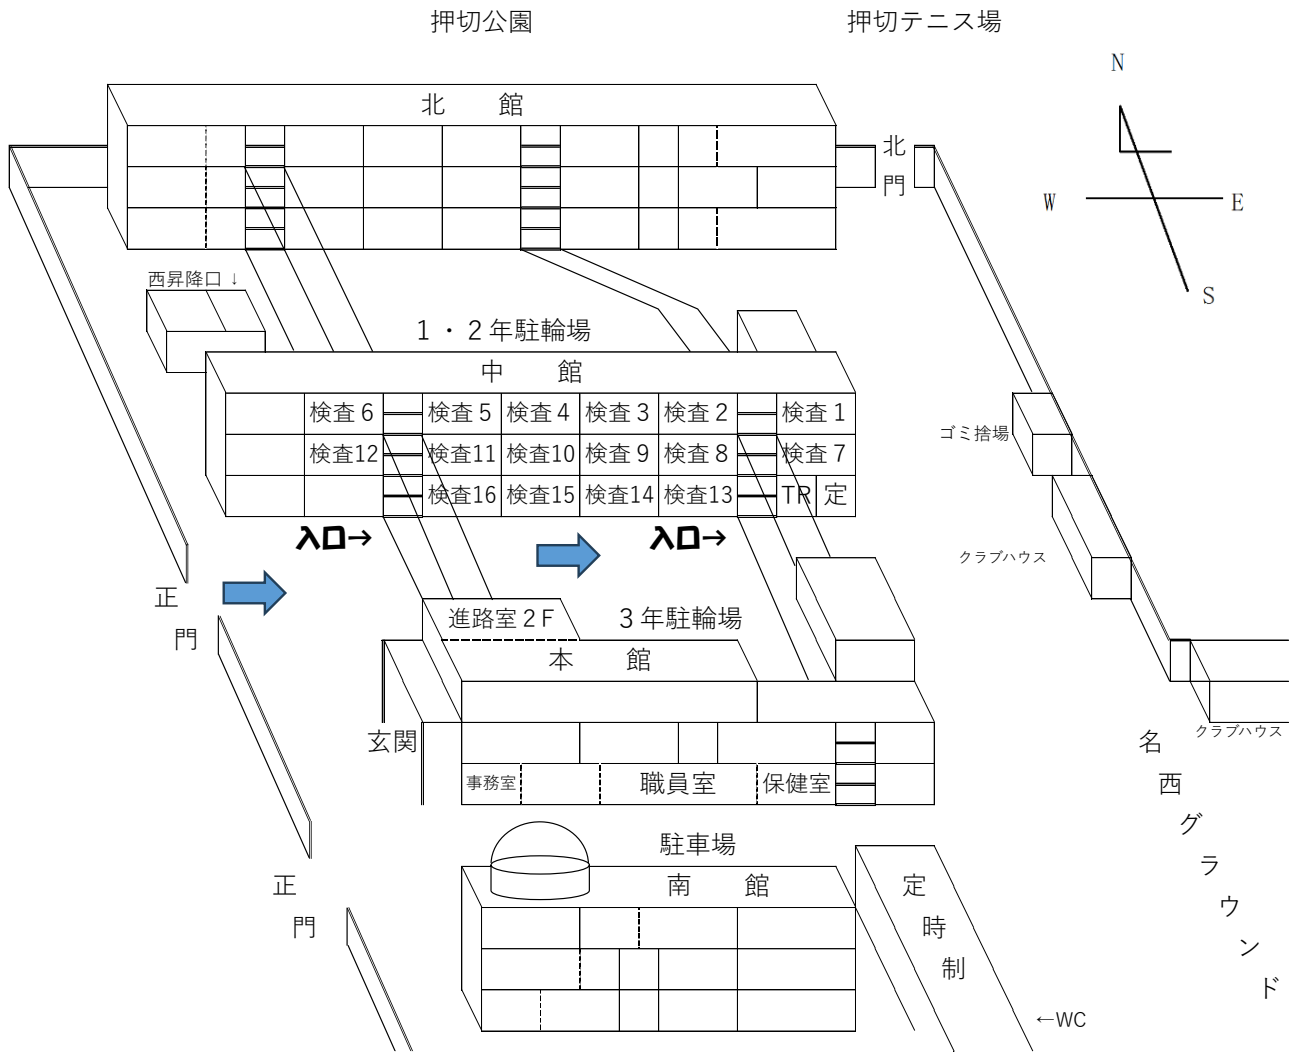 押切公園
押切テニス場
N
W
E
S
北　館
北門
西昇降口 ↓
1・2年駐輪場
中　館
検査6
検査5
検査4
検査3
検査2
検査1
検査12
検査11
検査10
検査9
検査8
検査7
検査16
検査15
検査14
検査13
TR
定
入口→
入口→
ゴミ捨場
クラブハウス
正門
進路室2F
3年駐輪場
本　館
玄関
事務室
職員室
保健室
クラブハウス
名西グラウンド
駐車場
南　館
定時制
正門
←WC